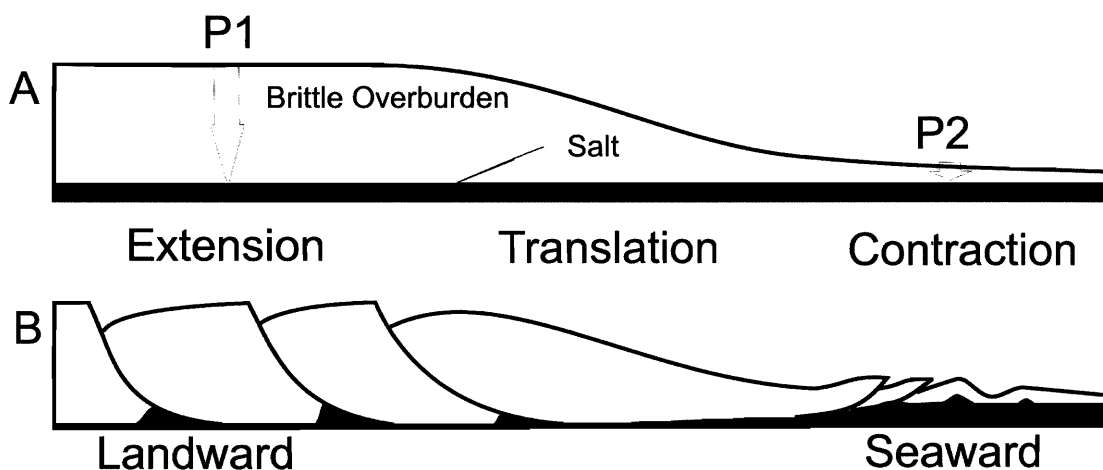 P1
A
Brittle Overburden
Salt
P2
Extension Translation Contraction
B
Landward Seaward